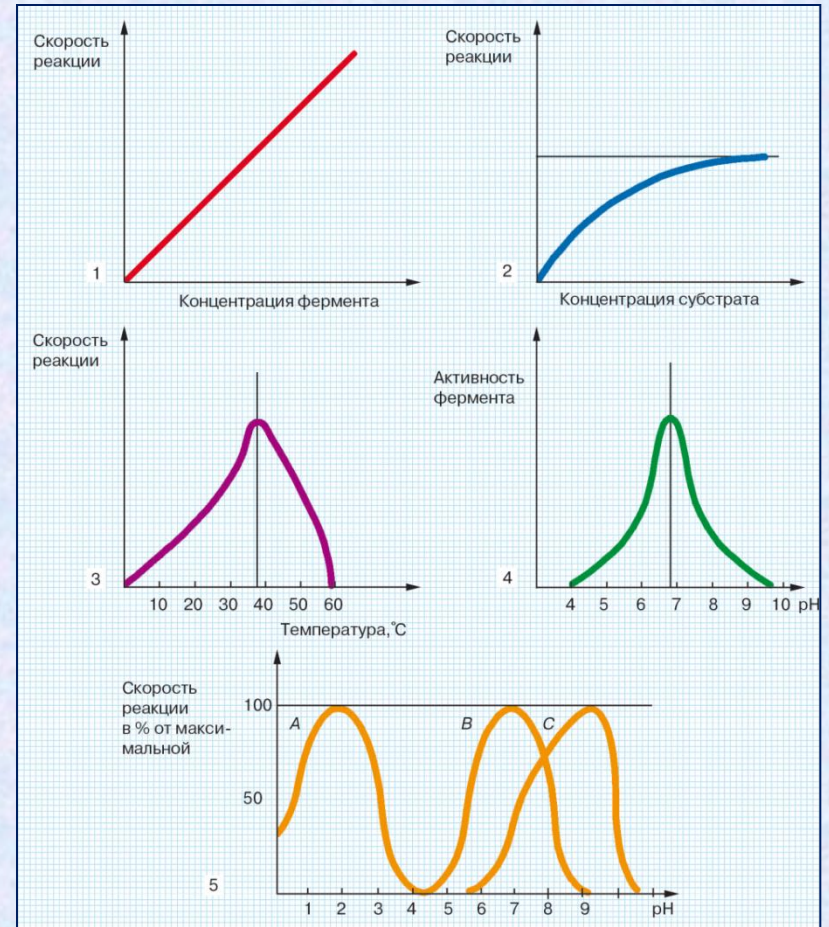 Скорость
реакции
1
Концентрация фермента
Скорость
реакции
2
Концентрация субстрата
Скорость
реакции
3
10 20 30 40 50 60
Температура,°С
Активность
фермента
4
4 5 6 7 8 9 10 pH
Скорость
реакции
в % от макси-
мальной
100
50
A
B
C
5
1 2 3 4 5 6 7 8 9 pH